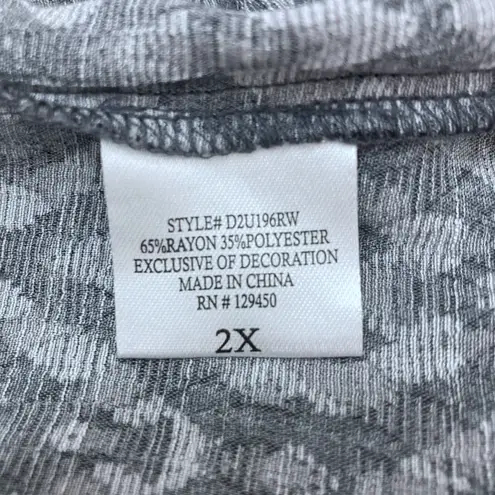 STYLE# D2U196RW
65%RAYON 35%POLYESTER
EXCLUSIVE OF DECORATION
MADE IN CHINA
RN # 129450
2X